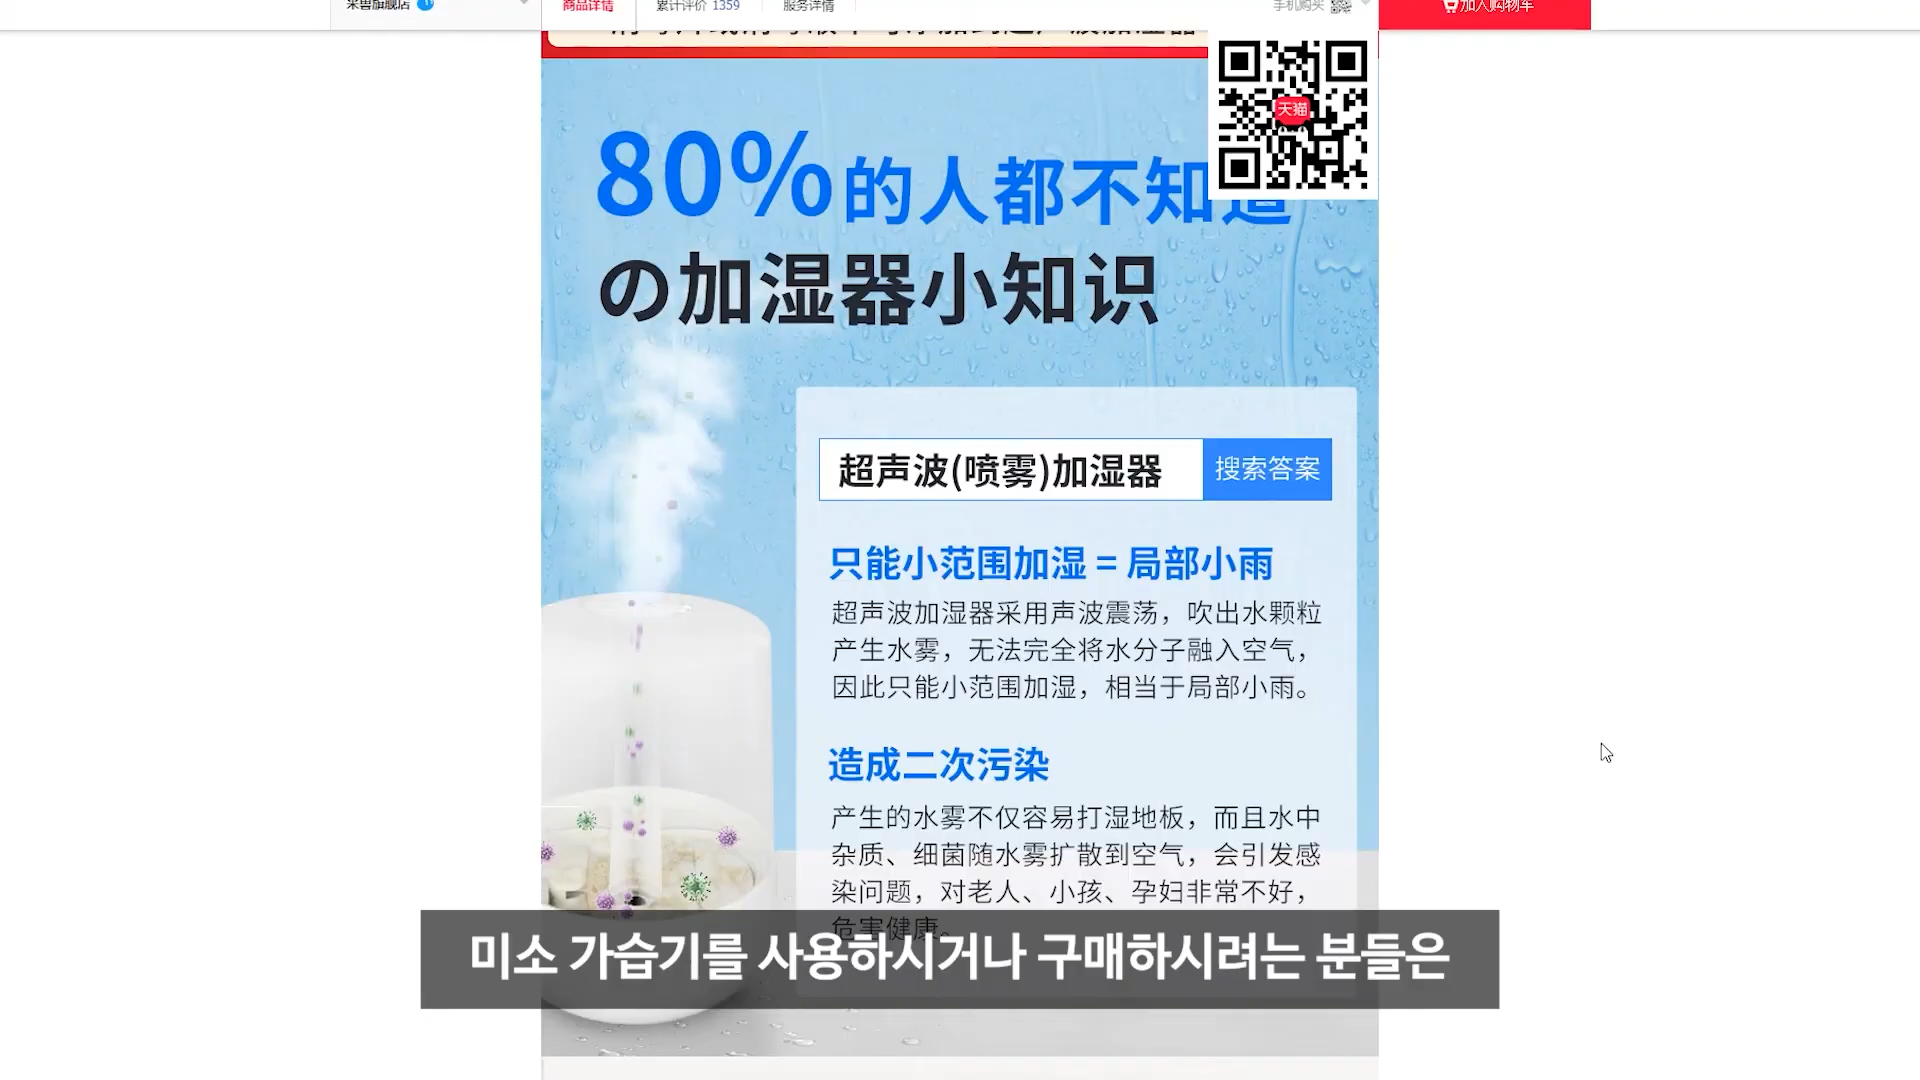 商品详情
累计评价 1359
服务详情
手机购买
加入购物车
天猫
80%的人都不知道
の加湿器小知识
超声波(喷雾)加湿器
搜索答案
只能小范围加湿 = 局部小雨
超声波加湿器采用声波震荡，吹出水颗粒
产生水雾，无法完全将水分子融入空气，
因此只能小范围加湿，相当于局部小雨。
造成二次污染
产生的水雾不仅容易打湿地板，而且水中
杂质、细菌随水雾扩散到空气，会引发感
染问题，对老人、小孩、孕妇非常不好，
危害健康。
미소 가습기를 사용하시거나 구매하시려는 분들은